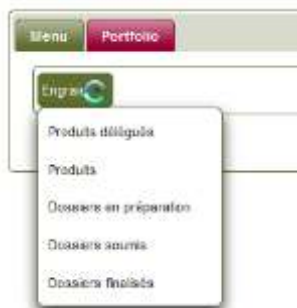 Menu Portfolio
Produits délégués
Produits
Dossiers en préparation
Dossiers soumis
Dossiers finalisés